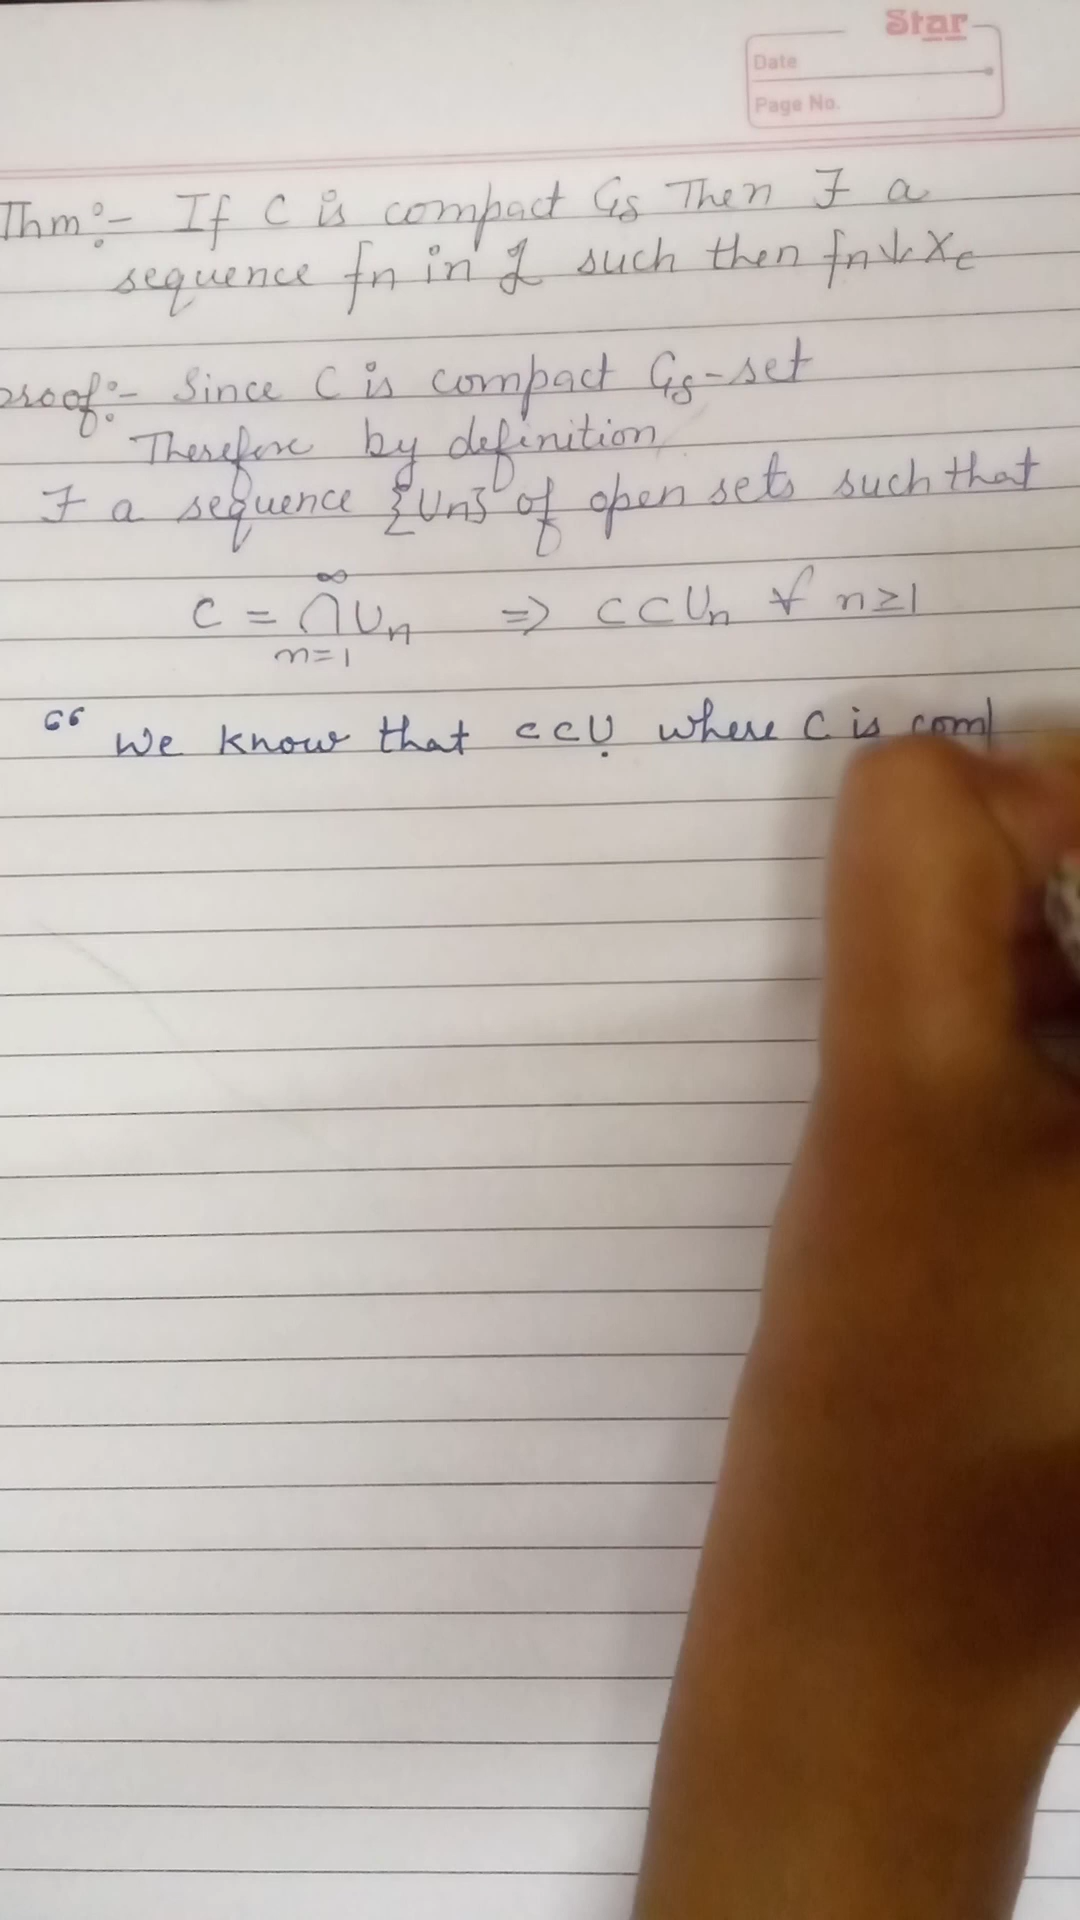 Star
Date
Page No.
Thm:- If C is compact Gδ Then ∃ a
sequence fn in ℒ such then fn ↓ χc
proof:- Since C is compact Gδ-set
Therefore by definition
∃ a sequence {Un} of open sets such that
C = ∞⋂n=1 Un ⇒ C⊂Un ∀ n≥1
“ We know that C⊂U where C is com